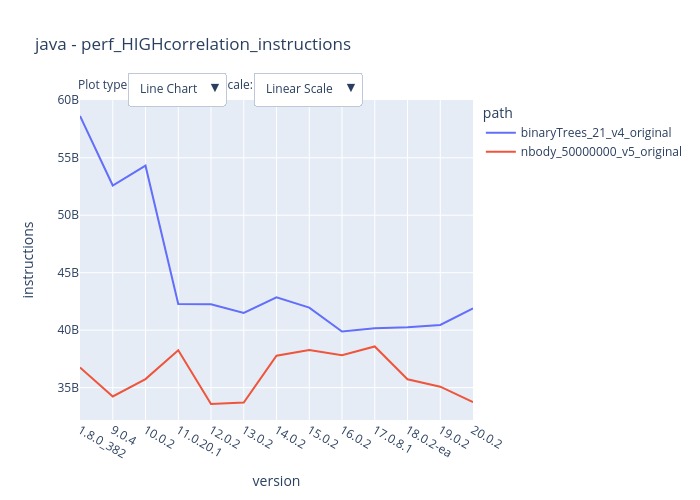 java - perf_HIGHcorrelation_instructions
Plot type
Line Chart ▼
cale:
Linear Scale ▼
60B
55B
50B
45B
40B
35B
instructions
1.8.0_382
9.0.4
10.0.2
11.0.20.1
12.0.2
13.0.2
14.0.2
15.0.2
16.0.2
17.0.8.1
18.0.2-ea
19.0.2
20.0.2
version
path
binaryTrees_21_v4_original
nbody_50000000_v5_original